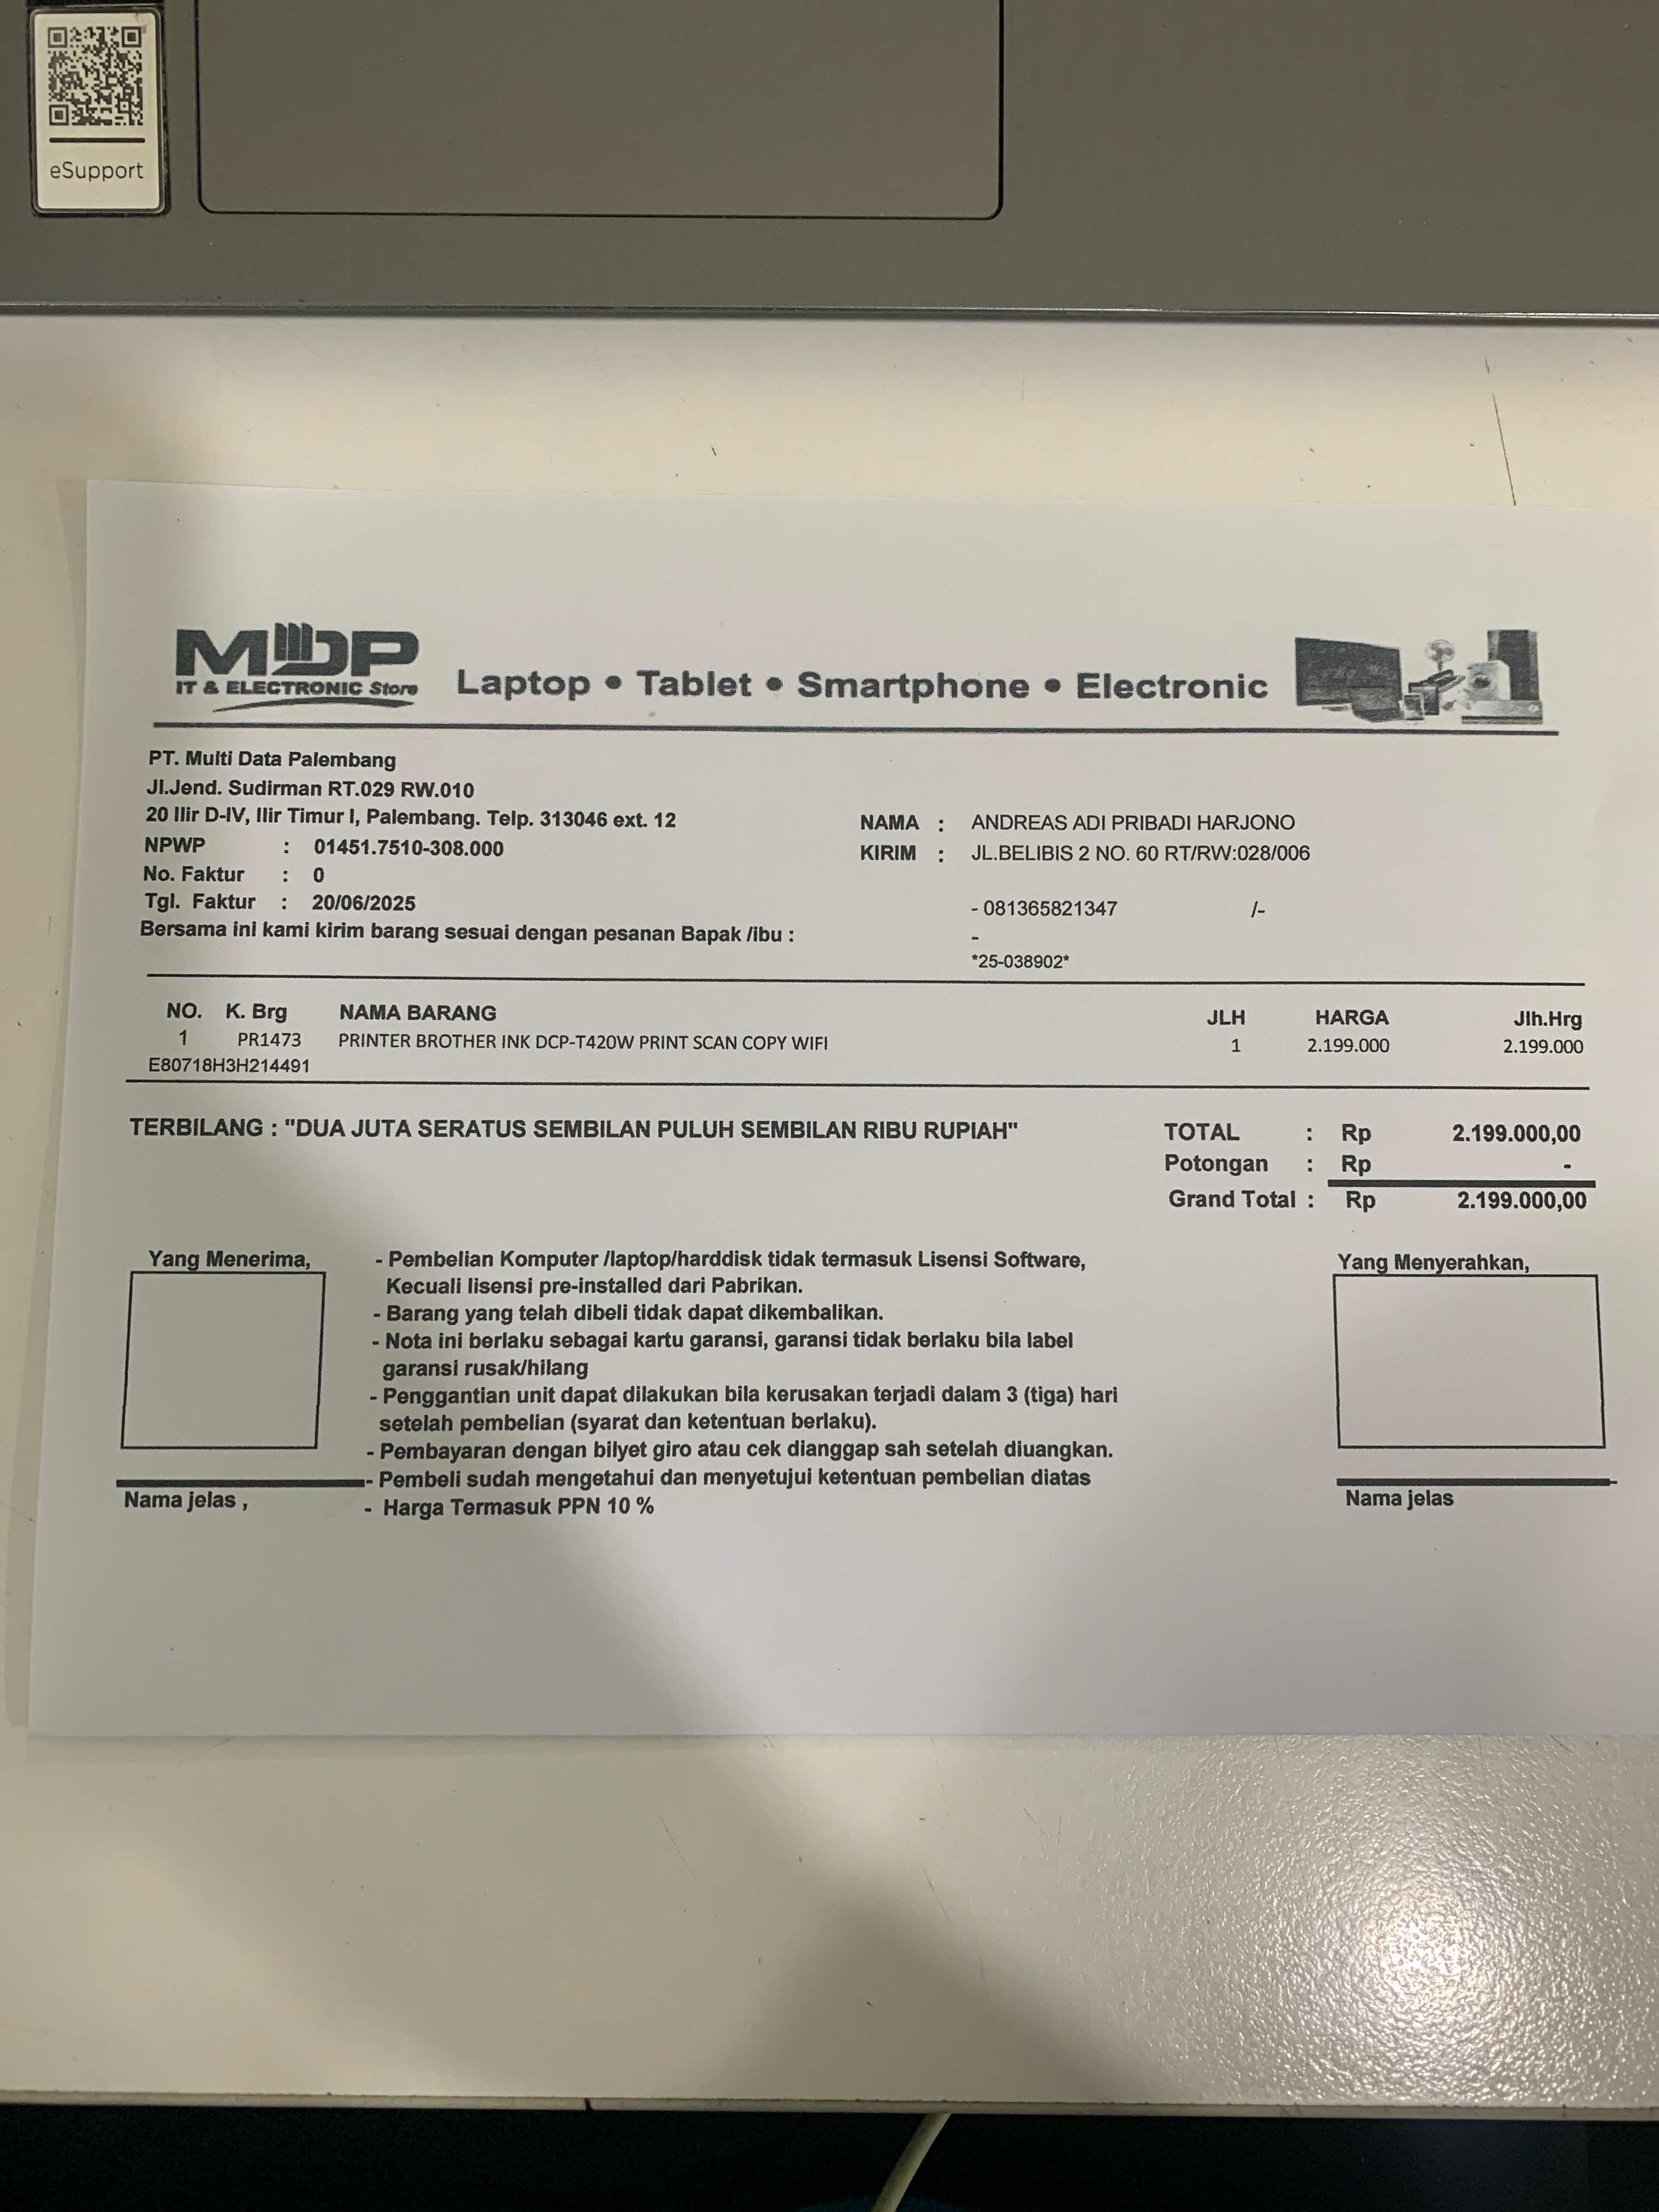 eSupport
MDP
IT & ELECTRONIC Store
Laptop • Tablet • Smartphone • Electronic
PT. Multi Data Palembang
Jl.Jend. Sudirman RT.029 RW.010
20 Ilir D-IV, Ilir Timur I, Palembang. Telp. 313046 ext. 12
NPWP : 01451.7510-308.000
No. Faktur : 0
Tgl. Faktur : 20/06/2025
Bersama ini kami kirim barang sesuai dengan pesanan Bapak /ibu :
NAMA : ANDREAS ADI PRIBADI HARJONO
KIRIM : JL.BELIBIS 2 NO. 60 RT/RW:028/006
- 081365821347 /-
-
*25-038902*
NO. K. Brg NAMA BARANG JLH HARGA Jlh.Hrg
1 PR1473 PRINTER BROTHER INK DCP-T420W PRINT SCAN COPY WIFI 1 2.199.000 2.199.000
E80718H3H214491
TERBILANG : "DUA JUTA SERATUS SEMBILAN PULUH SEMBILAN RIBU RUPIAH"
TOTAL : Rp 2.199.000,00
Potongan : Rp -
Grand Total : Rp 2.199.000,00
Yang Menerima,
Nama jelas ,
- Pembelian Komputer /laptop/harddisk tidak termasuk Lisensi Software,
Kecuali lisensi pre-installed dari Pabrikan.
- Barang yang telah dibeli tidak dapat dikembalikan.
- Nota ini berlaku sebagai kartu garansi, garansi tidak berlaku bila label
garansi rusak/hilang
- Penggantian unit dapat dilakukan bila kerusakan terjadi dalam 3 (tiga) hari
setelah pembelian (syarat dan ketentuan berlaku).
- Pembayaran dengan bilyet giro atau cek dianggap sah setelah diuangkan.
- Pembeli sudah mengetahui dan menyetujui ketentuan pembelian diatas
- Harga Termasuk PPN 10 %
Yang Menyerahkan,
Nama jelas